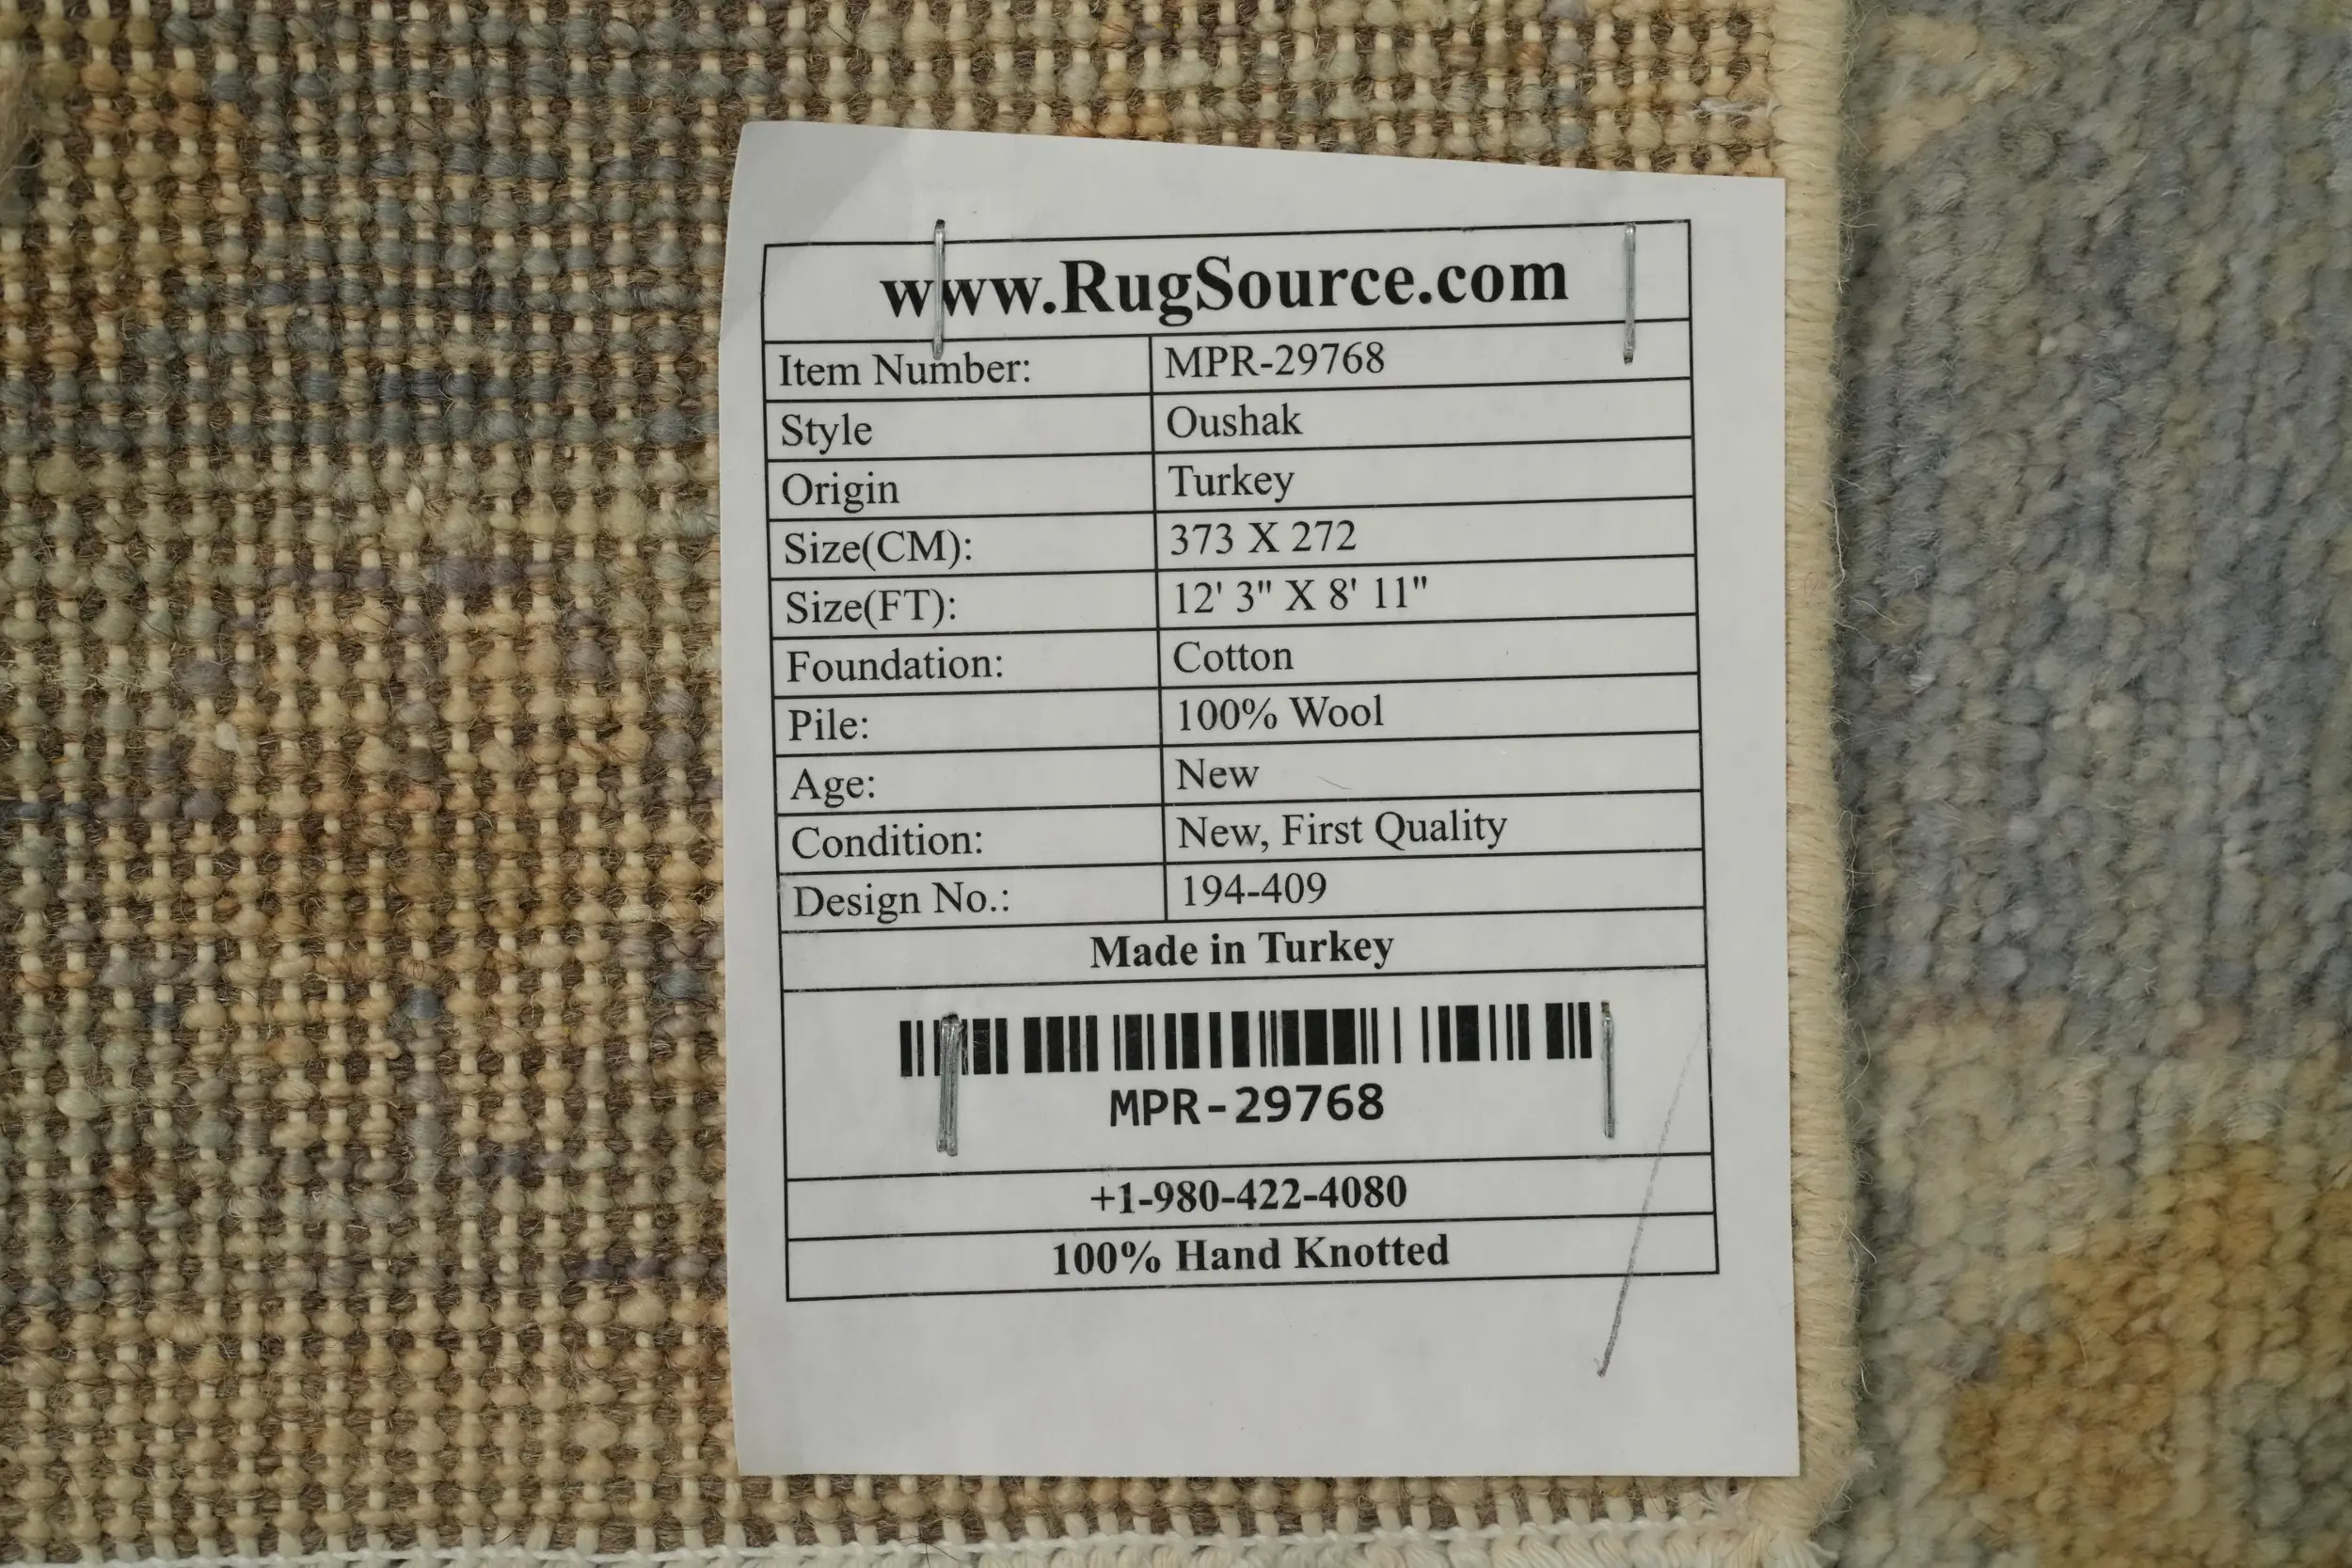 www.RugSource.com
Item Number: MPR-29768
Style Oushak
Origin Turkey
Size(CM): 373 X 272
Size(FT): 12' 3" X 8' 11"
Foundation: Cotton
Pile: 100% Wool
Age: New
Condition: New, First Quality
Design No.: 194-409
Made in Turkey
MPR-29768
+1-980-422-4080
100% Hand Knotted